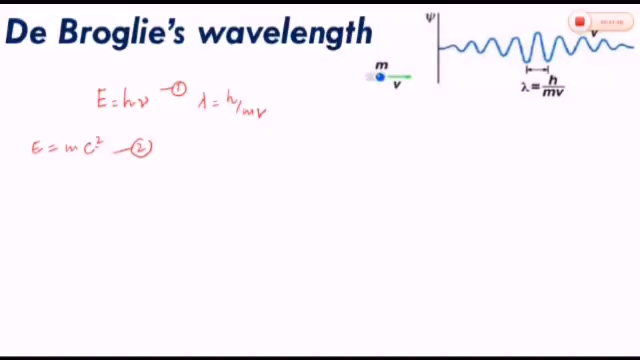 De Broglie's wavelength
ψ
m
v
v
λ = h/mv
E = hν —①
λ = h/mv
E = mc² —②